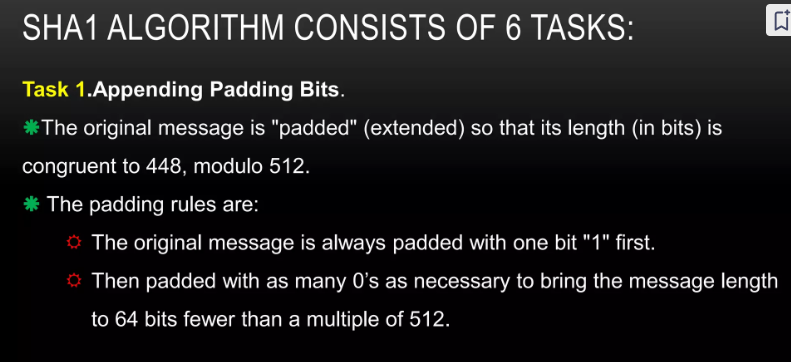 SHA1 ALGORITHM CONSISTS OF 6 TASKS:
Task 1.Appending Padding Bits.
The original message is "padded" (extended) so that its length (in bits) is
congruent to 448, modulo 512.
The padding rules are:
The original message is always padded with one bit "1" first.
Then padded with as many 0’s as necessary to bring the message length
to 64 bits fewer than a multiple of 512.